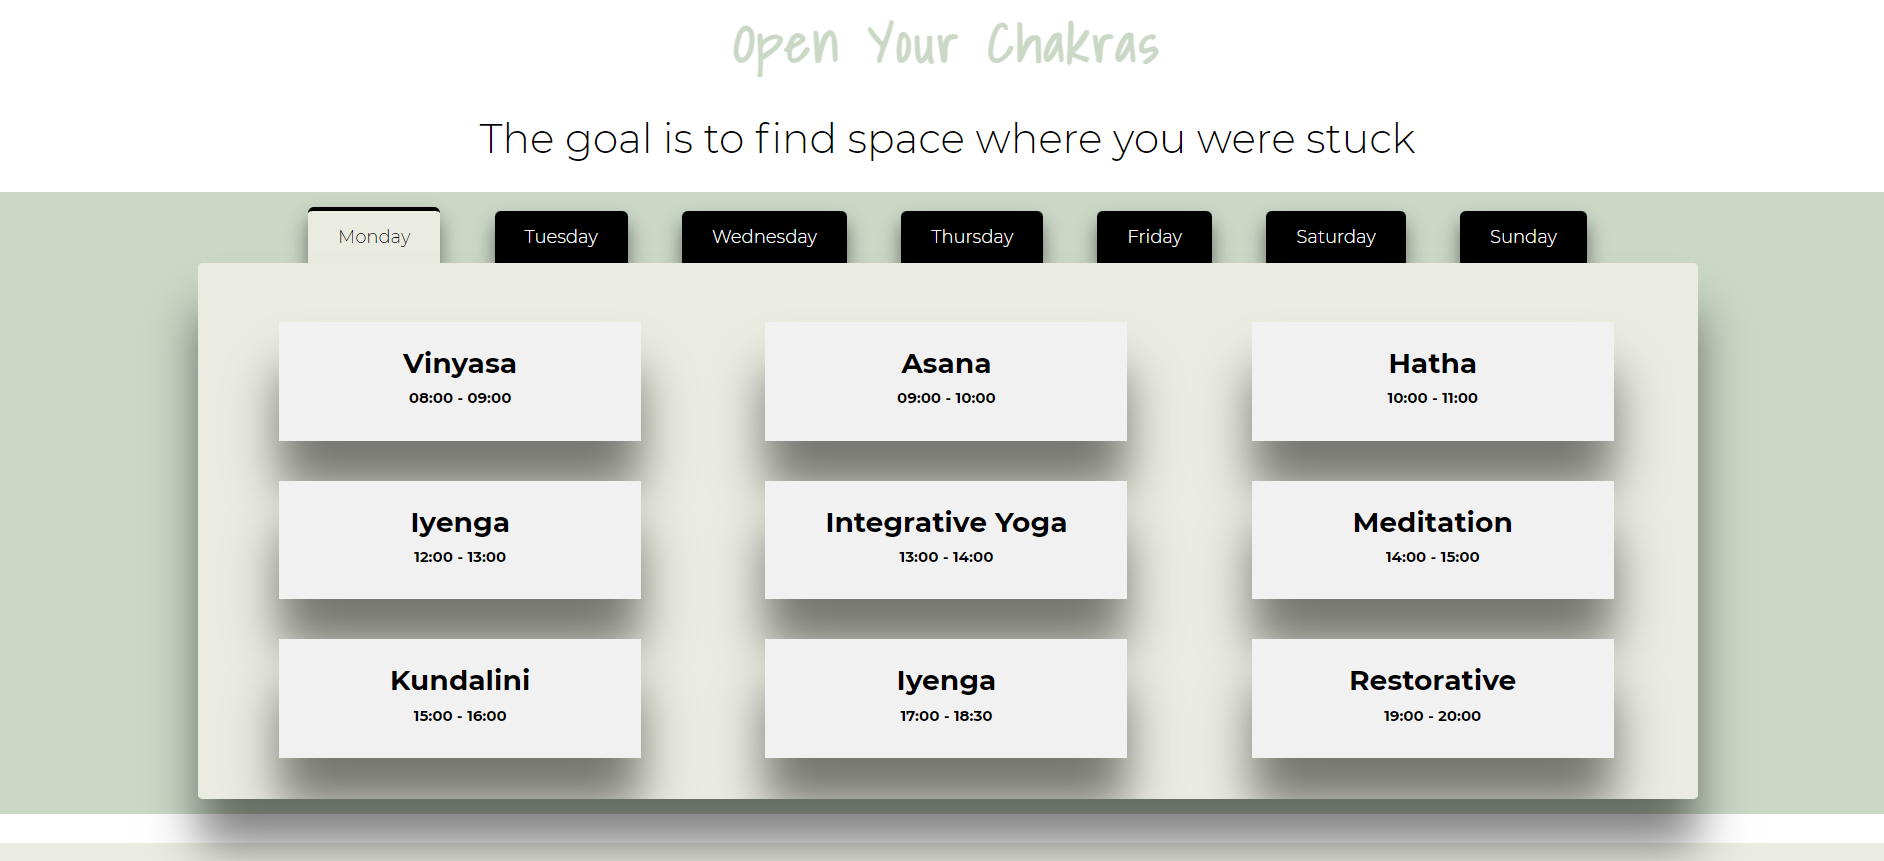 Open Your Chakras
The goal is to find space where you were stuck
Monday Tuesday Wednesday Thursday Friday Saturday Sunday
Vinyasa
08:00 - 09:00
Asana
09:00 - 10:00
Hatha
10:00 - 11:00
Iyenga
12:00 - 13:00
Integrative Yoga
13:00 - 14:00
Meditation
14:00 - 15:00
Kundalini
15:00 - 16:00
Iyenga
17:00 - 18:30
Restorative
19:00 - 20:00